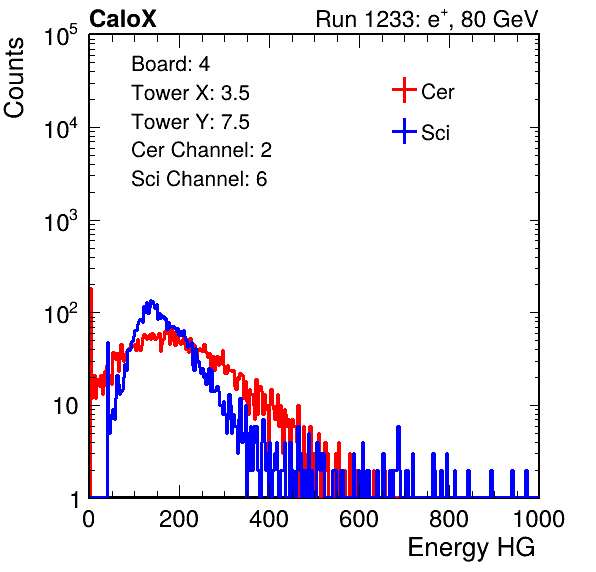 CaloX Run 1233: e⁺, 80 GeV
Counts
10⁵
10⁴
10³
10²
10
1
Board: 4
Tower X: 3.5
Tower Y: 7.5
Cer Channel: 2
Sci Channel: 6
Cer
Sci
0 200 400 600 800 1000
Energy HG